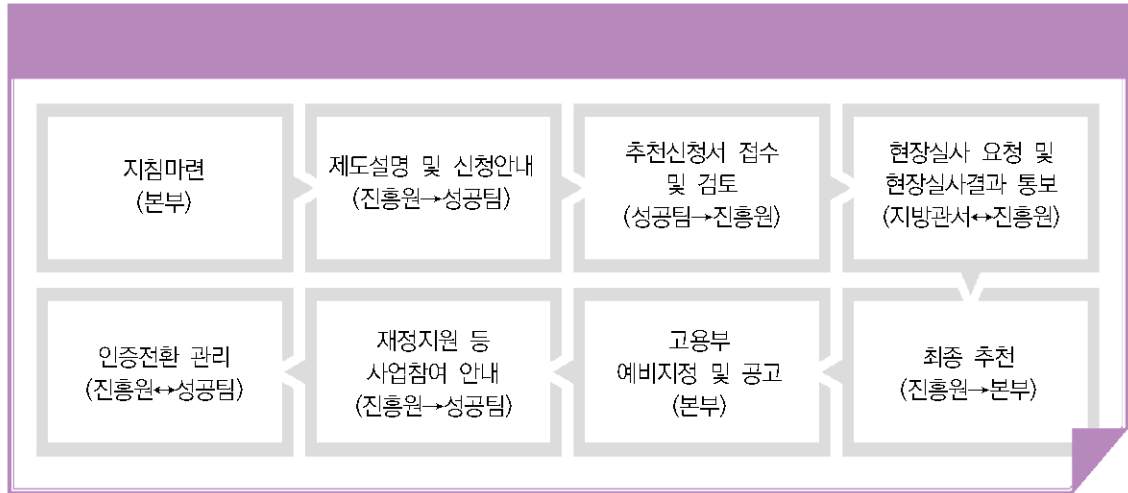 지침마련
(본부)
제도설명 및 신청안내
(진흥원→성공팀)
추천신청서 접수
및 검토
(성공팀→진흥원)
현장실사 요청 및
현장실사결과 통보
(지방관서↔진흥원)
최종 추천
(진흥원→본부)
고용부
예비지정 및 공고
(본부)
재정지원 등
사업참여 안내
(진흥원→성공팀)
인증전환 관리
(진흥원↔성공팀)